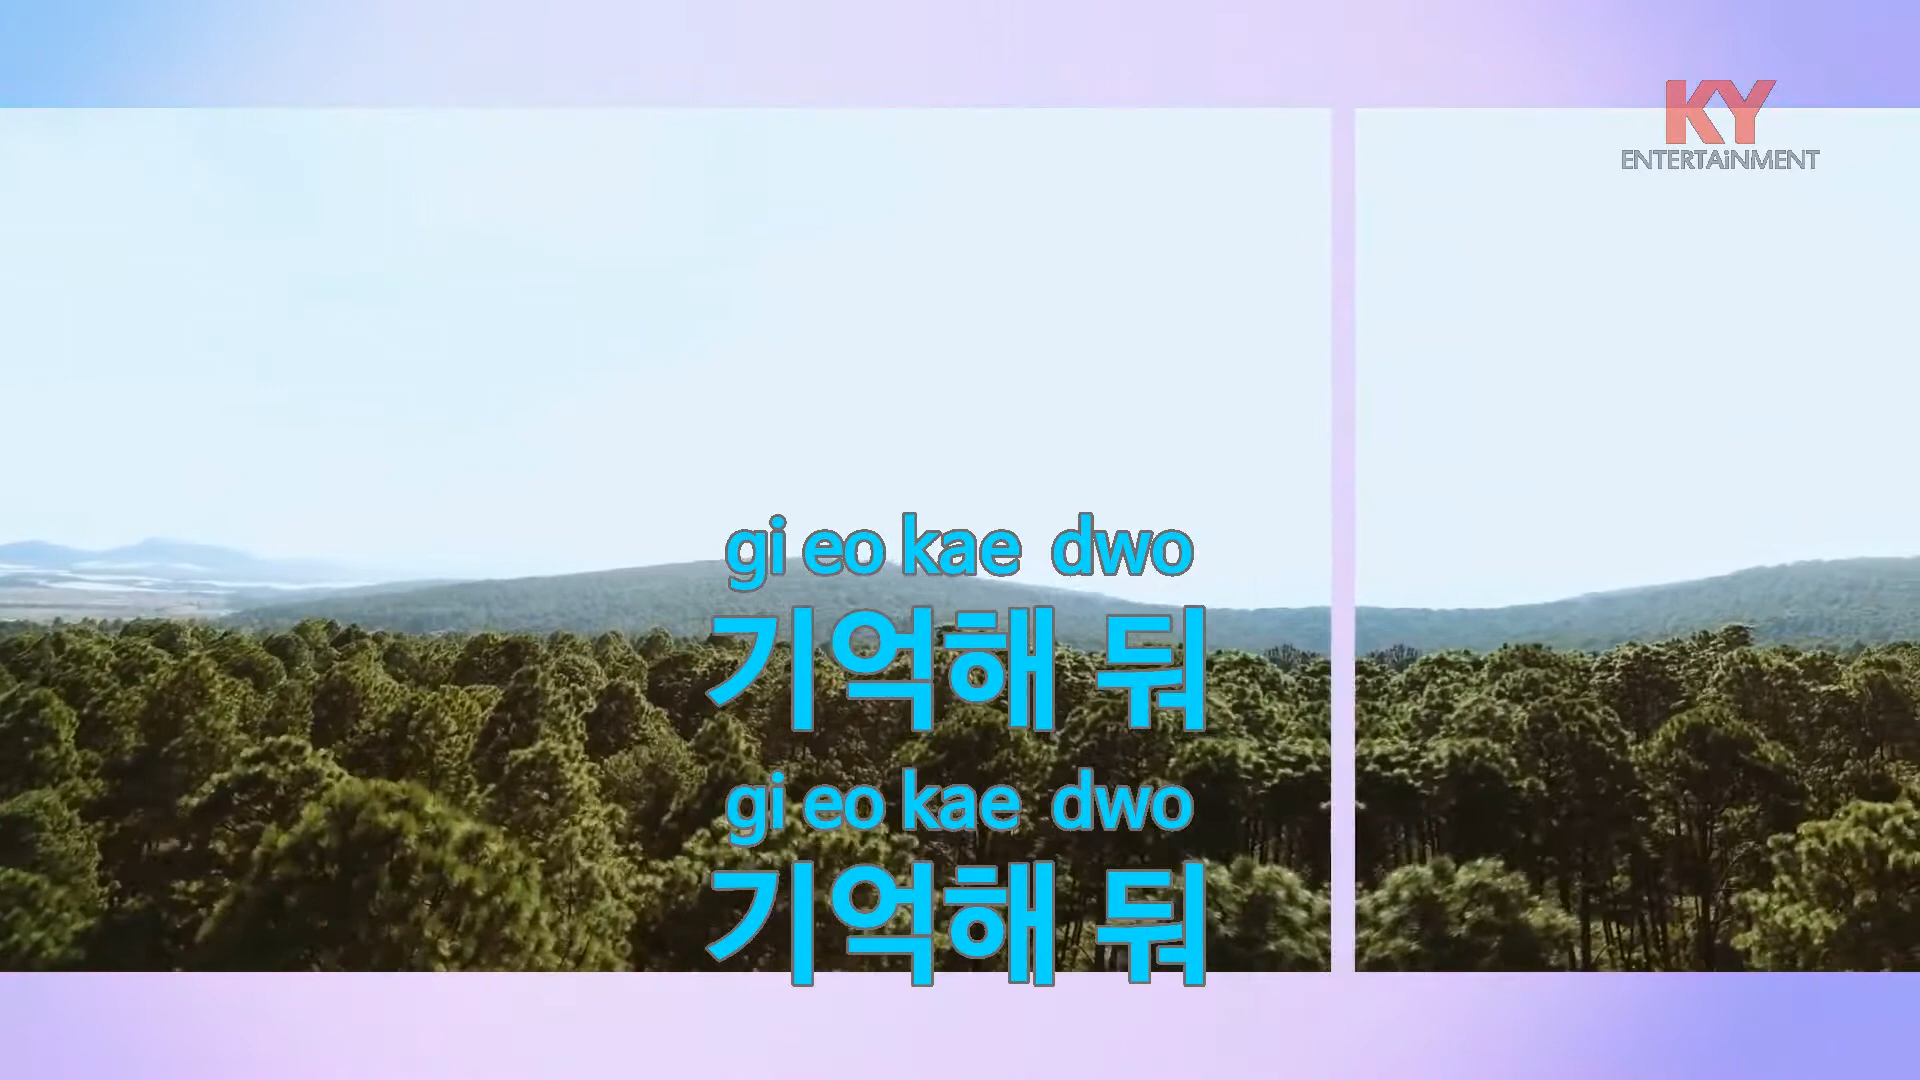 KY
ENTERTAiNMENT
gi eo kae dwo
기억해 둬
gi eo kae dwo
기억해 둬